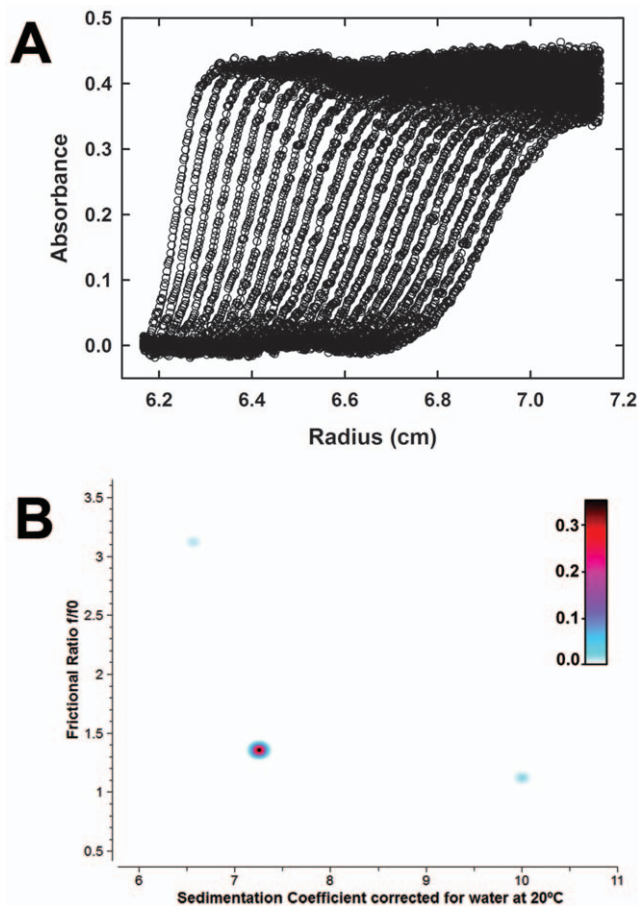 A
0.5
0.4
0.3
0.2
0.1
0.0
Absorbance
6.2 6.4 6.6 6.8 7.0 7.2
Radius (cm)
B
3.5
3
2.5
2
1.5
1
0.5
Frictional Ratio f/f0
0.3
0.2
0.1
0.0
6 7 8 9 10 11
Sedimentation Coefficient corrected for water at 20ºC